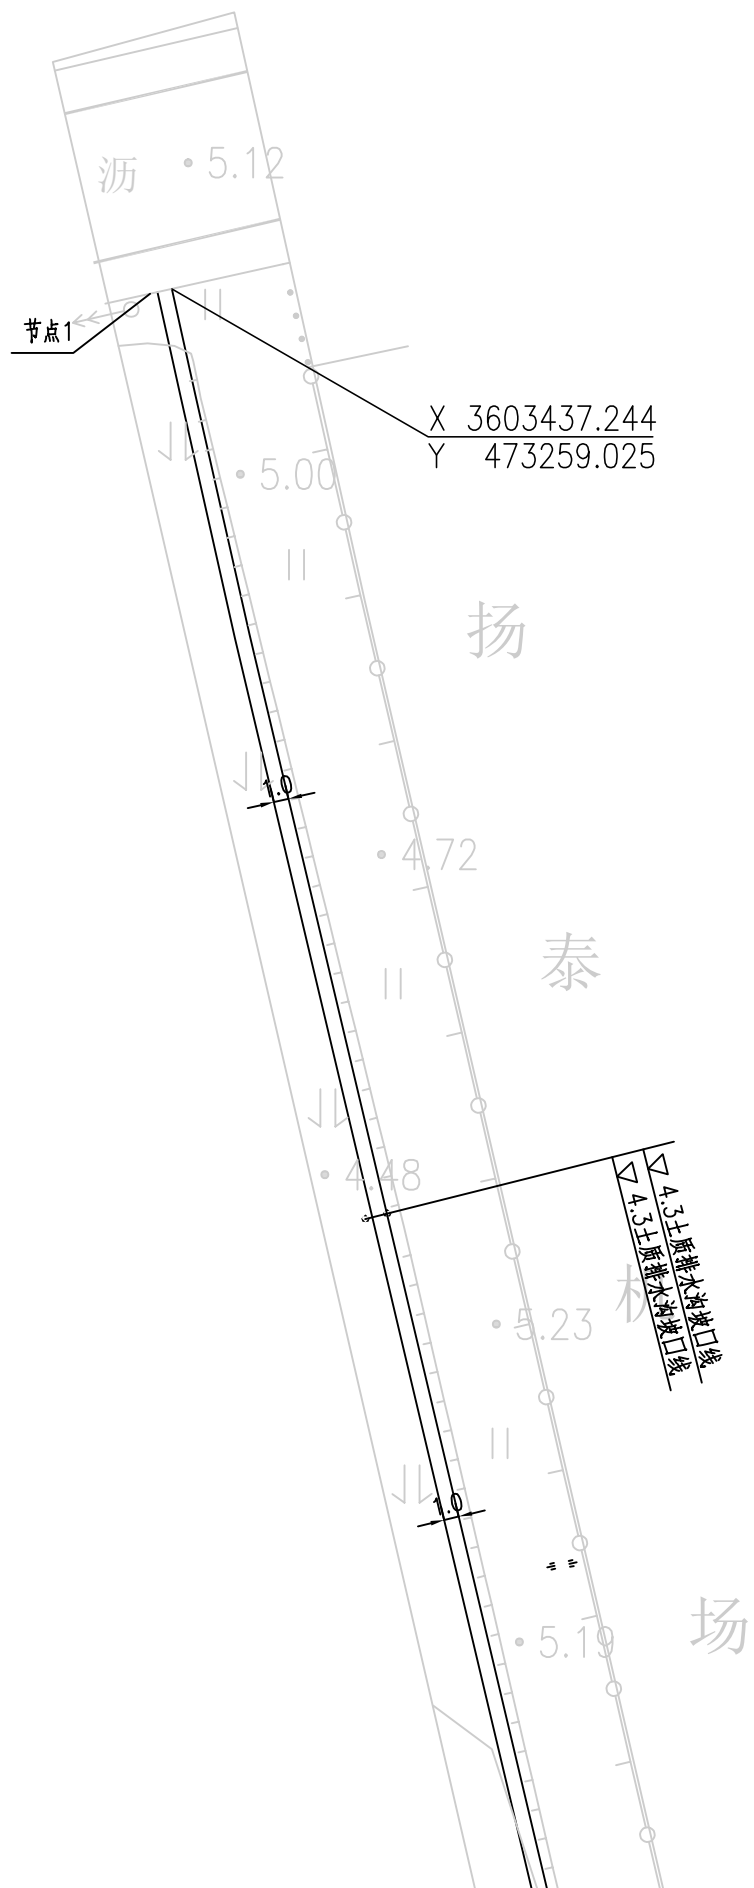 沥
5.12
节点1
X 3603437.244
Y 473259.025
5.00
扬
1.0
4.72
泰
4.48
▽ 4.3土质排水沟坡口线
▽ 4.3土质排水沟坡口线
5.23
机
1.0
5.19
场